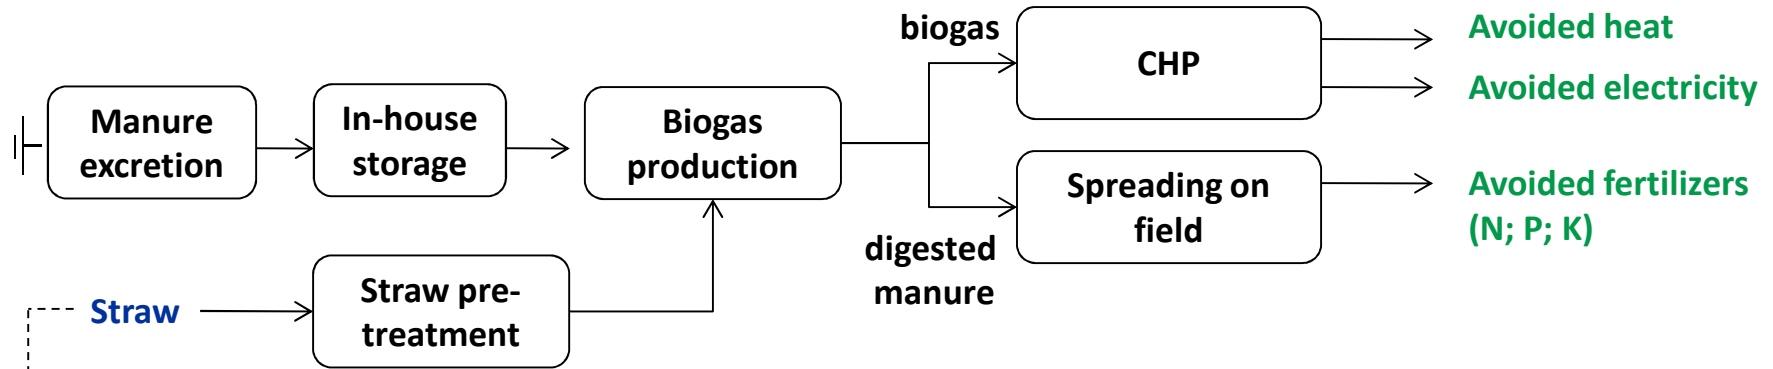 Manure
excretion
In-house
storage
Biogas
production
biogas
CHP
Avoided heat
Avoided electricity
digested
manure
Spreading on
field
Avoided fertilizers
(N; P; K)
Straw
Straw pre-
treatment